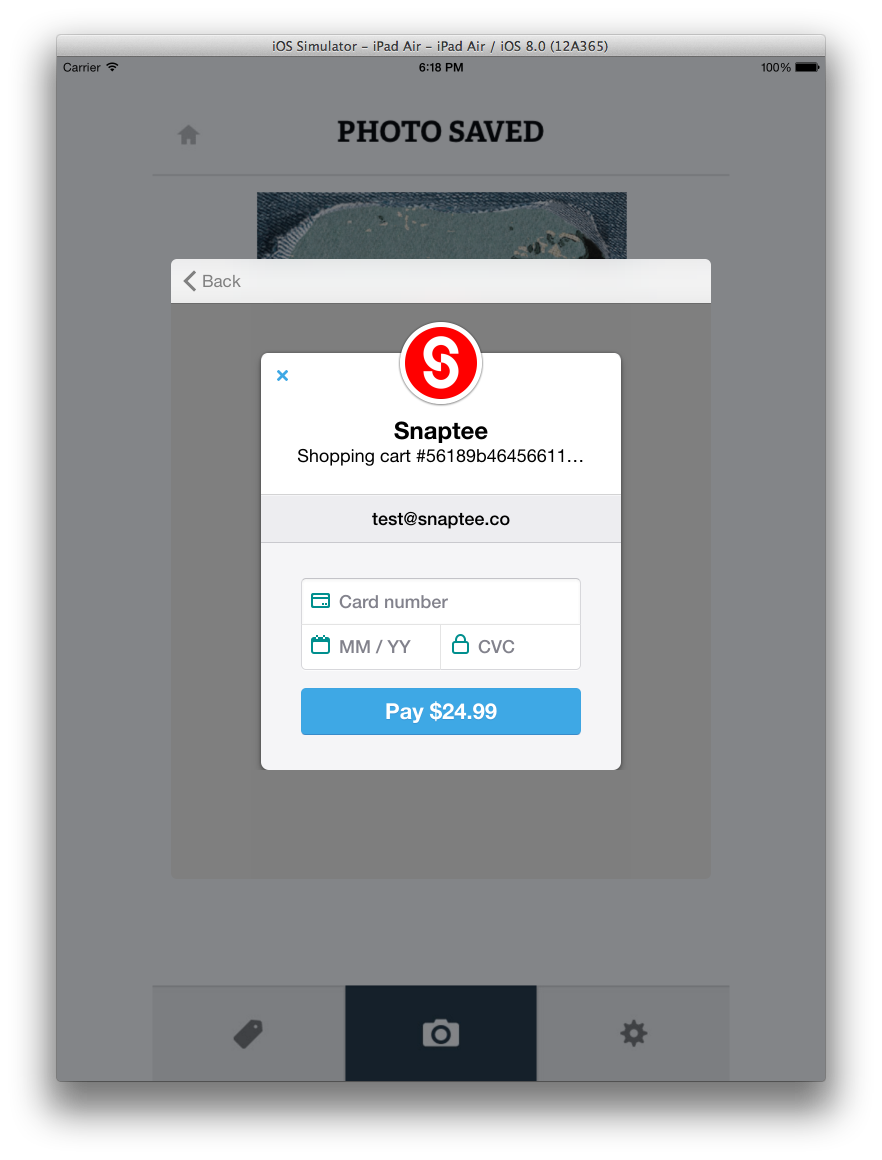 iOS Simulator – iPad Air – iPad Air / iOS 8.0 (12A365)
Carrier 6:18 PM 100%
PHOTO SAVED
Back
S
Snaptee
Shopping cart #56189b46456611…
test@snaptee.co
Card number
MM / YY CVC
Pay $24.99